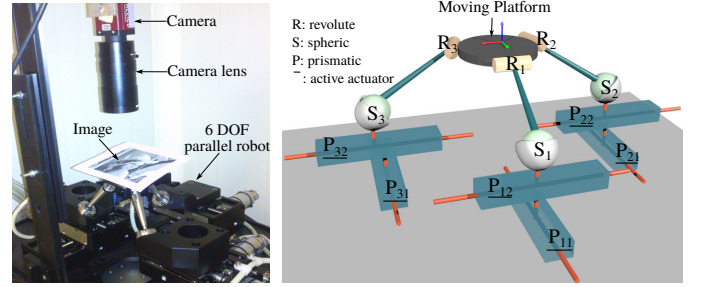 Camera
Camera lens
Image
6 DOF
parallel robot
Moving Platform
R: revolute
S: spheric
P: prismatic
_: active actuator
R3
R2
R1
S3
S2
S1
P32
P22
P31
P12
P21
P11